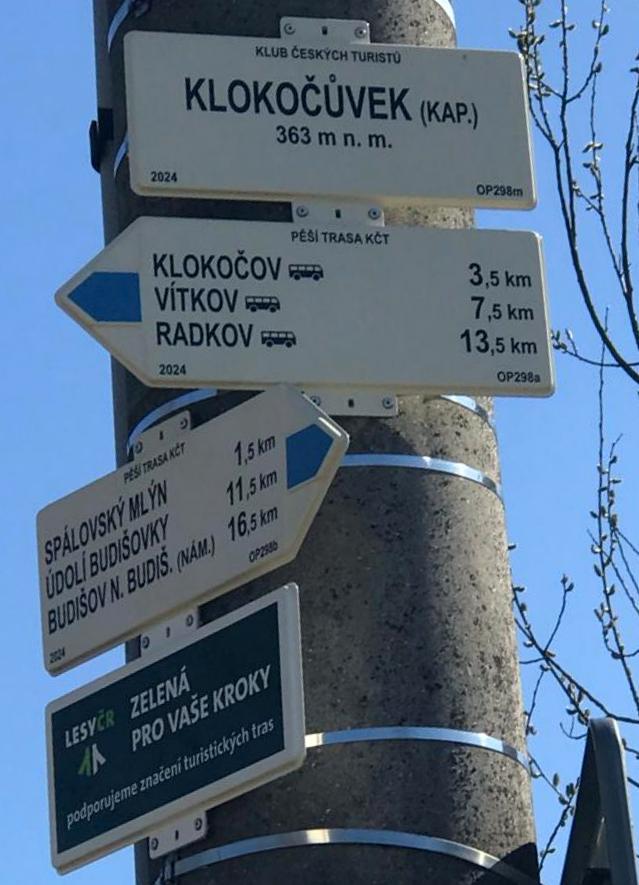 KLUB ČESKÝCH TURISTŮ
KLOKOČŮVEK (KAP.)
363 m n. m.
2024 OP298m
PĚŠÍ TRASA KČT
KLOKOČOV 3,5 km
VÍTKOV 7,5 km
RADKOV 13,5 km
2024 OP298a
PĚŠÍ TRASA KČT
SPÁLOVSKÝ MLÝN 1,5 km
ÚDOLÍ BUDIŠOVKY 11,5 km
BUDIŠOV N. BUDIŠ. (NÁM.) 16,5 km
2024 OP298b
LESY ČR
ZELENÁ
PRO VAŠE KROKY
podporujeme značení turistických tras